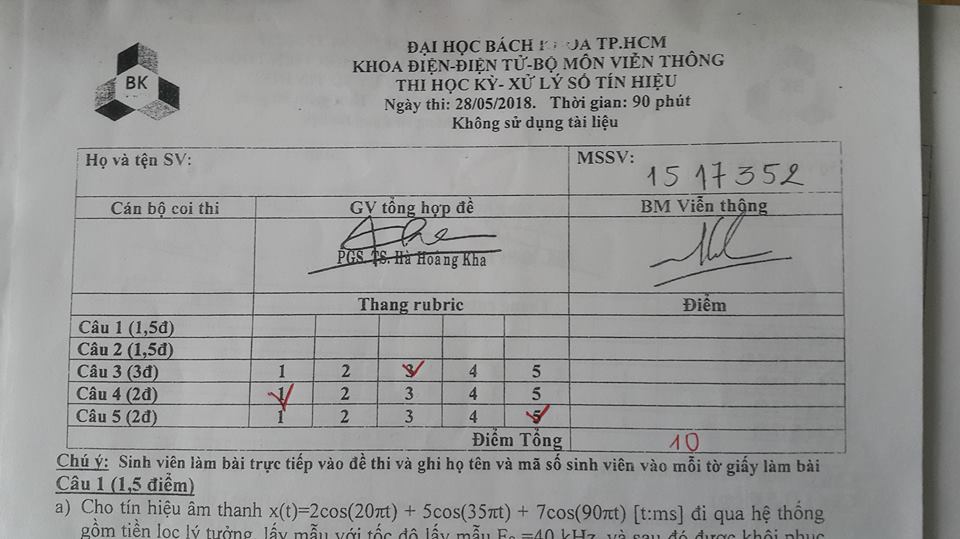 BK
ĐẠI HỌC BÁCH KHOA TP.HCM
KHOA ĐIỆN-ĐIỆN TỬ-BỘ MÔN VIỄN THÔNG
THI HỌC KỲ- XỬ LÝ SỐ TÍN HIỆU
Ngày thi: 28/05/2018. Thời gian: 90 phút
Không sử dụng tài liệu
Họ và tên SV: MSSV: 1517352
Cán bộ coi thi GV tổng hợp đề BM Viễn thông
PGS. TS. Hà Hoàng Kha
Thang rubric Điểm
Câu 1 (1,5đ)
Câu 2 (1,5đ)
Câu 3 (3đ) 1 2 3 4 5
Câu 4 (2đ) 1 2 3 4 5
Câu 5 (2đ) 1 2 3 4 5
Điểm Tổng 10
Chú ý: Sinh viên làm bài trực tiếp vào đề thi và ghi họ tên và mã số sinh viên vào mỗi tờ giấy làm bài
Câu 1 (1,5 điểm)
a) Cho tín hiệu âm thanh x(t)=2cos(20πt) + 5cos(35πt) + 7cos(90πt) [t:ms] đi qua hệ thống
gồm tiền lọc lý tưởng, lấy mẫu với tốc độ lấy mẫu =40 kHz, và sau đó được khôi phục